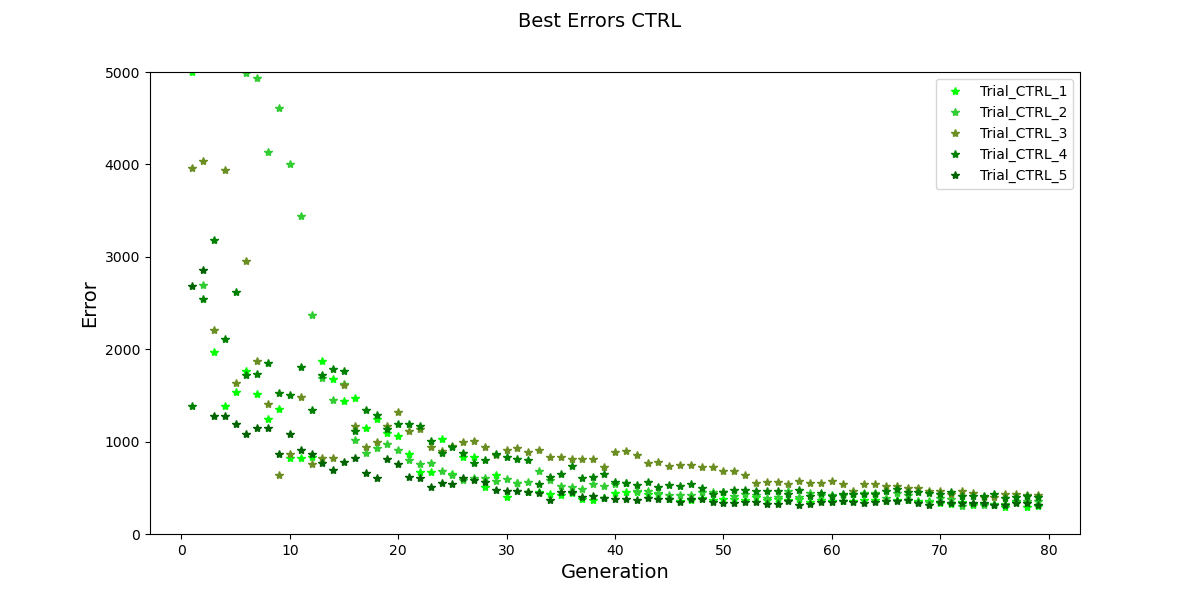 Best Errors CTRL
5000
4000
3000
2000
1000
0
Error
0 10 20 30 40 50 60 70 80
Generation
Trial_CTRL_1
Trial_CTRL_2
Trial_CTRL_3
Trial_CTRL_4
Trial_CTRL_5